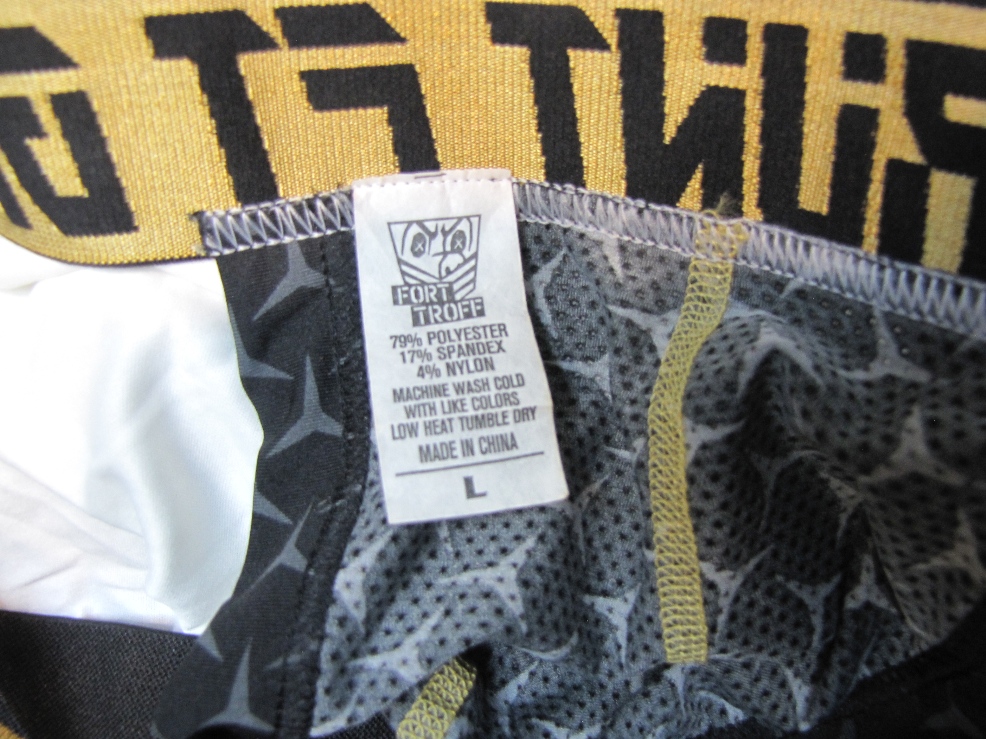 FORT
TROFF
79% POLYESTER
17% SPANDEX
4% NYLON
MACHINE WASH COLD
WITH LIKE COLORS
LOW HEAT TUMBLE DRY
MADE IN CHINA
L